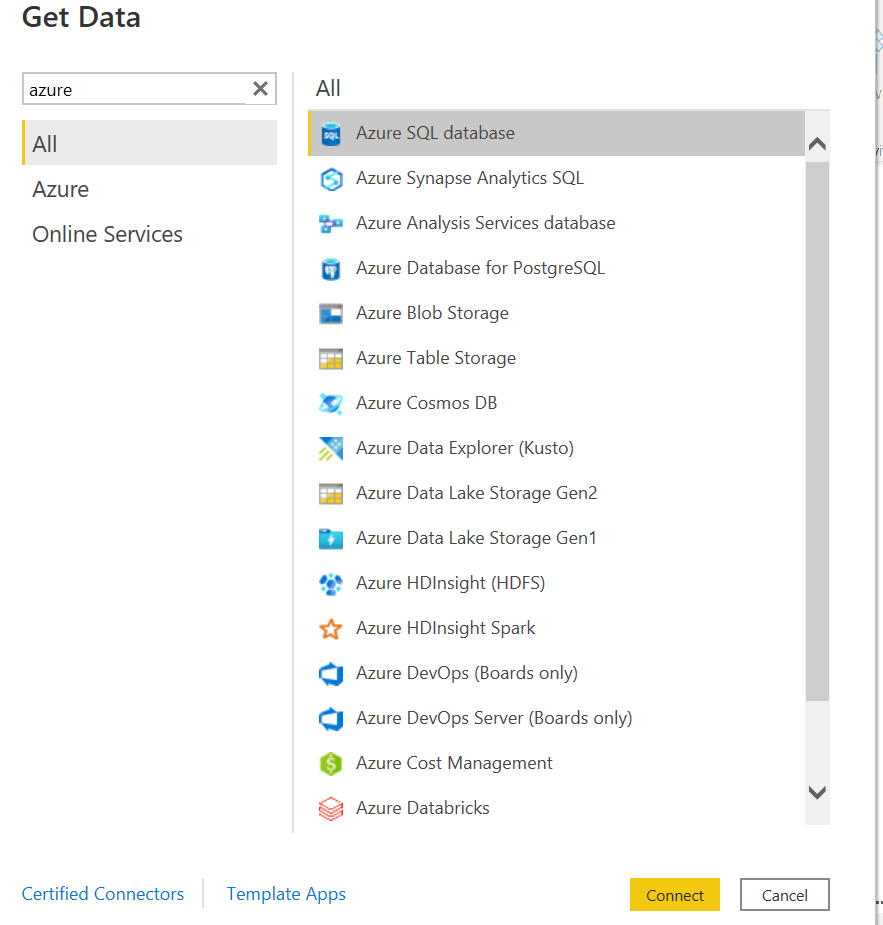 Get Data
azure
All
Azure
Online Services
All
Azure SQL database
Azure Synapse Analytics SQL
Azure Analysis Services database
Azure Database for PostgreSQL
Azure Blob Storage
Azure Table Storage
Azure Cosmos DB
Azure Data Explorer (Kusto)
Azure Data Lake Storage Gen2
Azure Data Lake Storage Gen1
Azure HDInsight (HDFS)
Azure HDInsight Spark
Azure DevOps (Boards only)
Azure DevOps Server (Boards only)
Azure Cost Management
Azure Databricks
Certified Connectors
Template Apps
Connect
Cancel